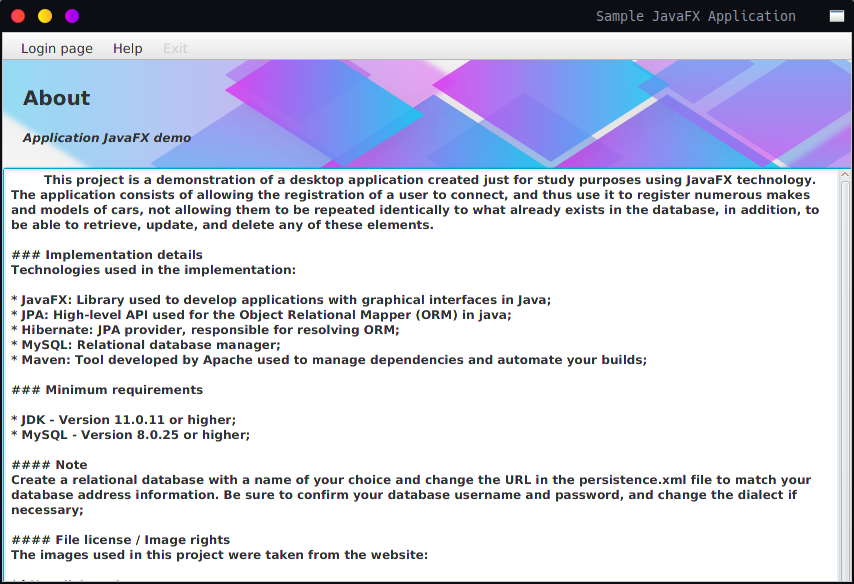 Sample JavaFX Application
Login page Help Exit
About
Application JavaFX demo
This project is a demonstration of a desktop application created just for study purposes using JavaFX technology.
The application consists of allowing the registration of a user to connect, and thus use it to register numerous makes
and models of cars, not allowing them to be repeated identically to what already exists in the database, in addition, to
be able to retrieve, update, and delete any of these elements.
### Implementation details
Technologies used in the implementation:
* JavaFX: Library used to develop applications with graphical interfaces in Java;
* JPA: High-level API used for the Object Relational Mapper (ORM) in java;
* Hibernate: JPA provider, responsible for resolving ORM;
* MySQL: Relational database manager;
* Maven: Tool developed by Apache used to manage dependencies and automate your builds;
### Minimum requirements
* JDK - Version 11.0.11 or higher;
* MySQL - Version 8.0.25 or higher;
#### Note
Create a relational database with a name of your choice and change the URL in the persistence.xml file to match your
database address information. Be sure to confirm your database username and password, and change the dialect if
necessary;
#### File license / Image rights
The images used in this project were taken from the website: